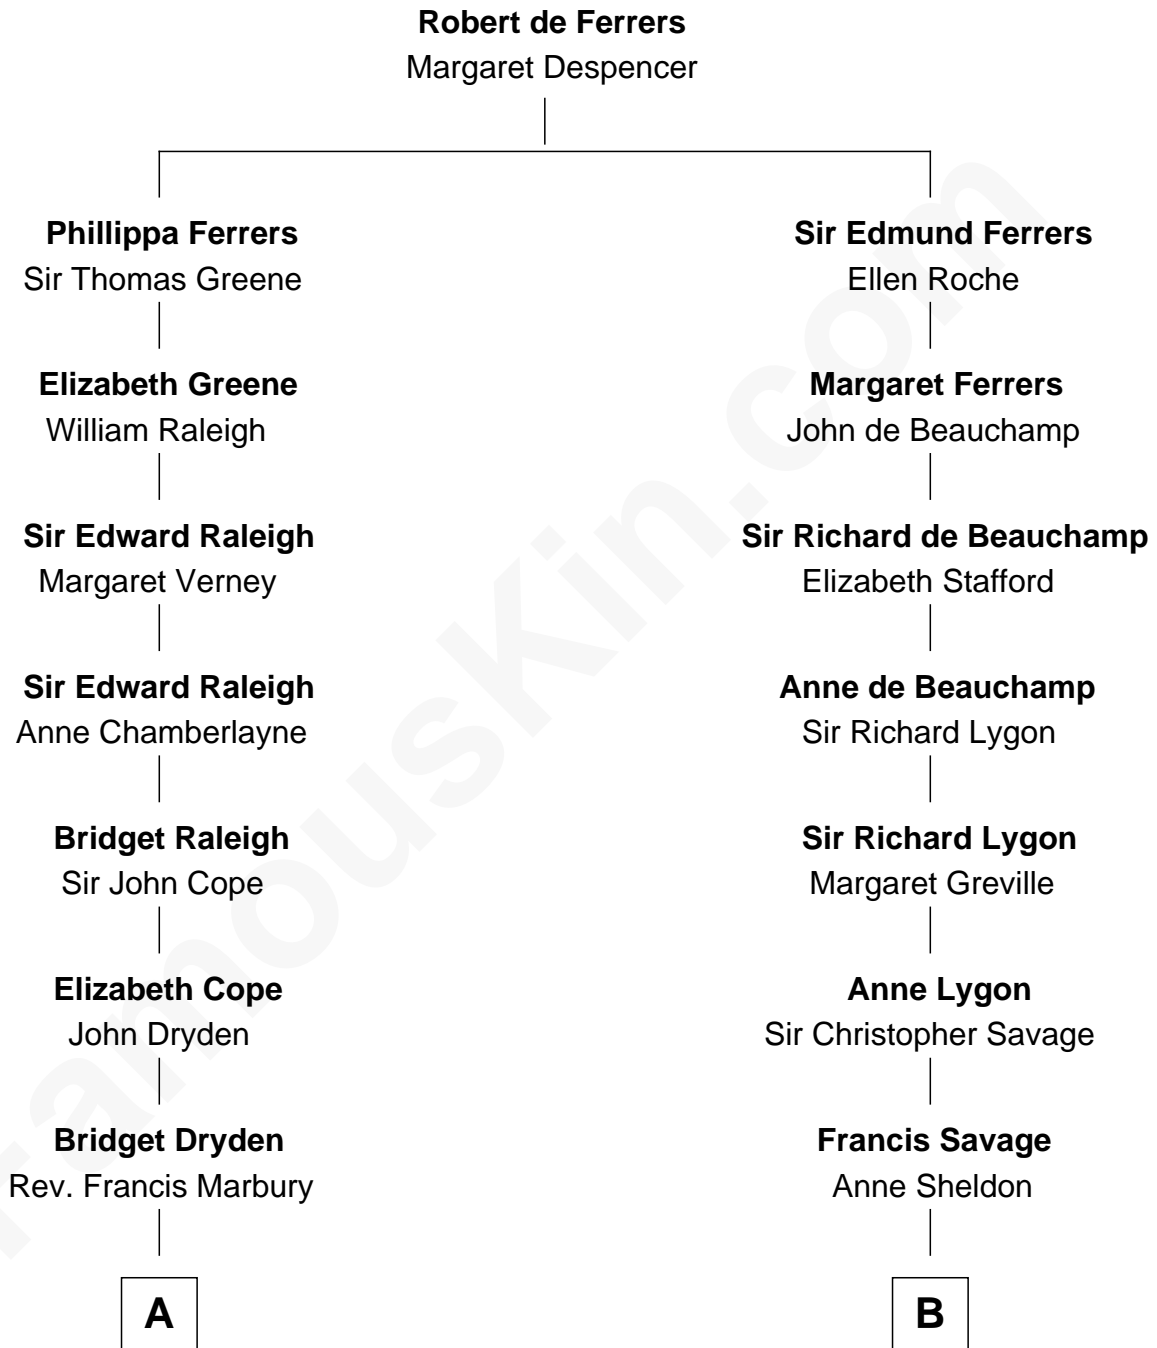 Robert de Ferrers
Margaret Despencer
Phillippa Ferrers
Sir Thomas Greene
Elizabeth Greene
William Raleigh
Sir Edward Raleigh
Margaret Verney
Sir Edward Raleigh
Anne Chamberlayne
Bridget Raleigh
Sir John Cope
Elizabeth Cope
John Dryden
Bridget Dryden
Rev. Francis Marbury
A
Sir Edmund Ferrers
Ellen Roche
Margaret Ferrers
John de Beauchamp
Sir Richard de Beauchamp
Elizabeth Stafford
Anne de Beauchamp
Sir Richard Lygon
Sir Richard Lygon
Margaret Greville
Anne Lygon
Sir Christopher Savage
Francis Savage
Anne Sheldon
B
famouskin.com